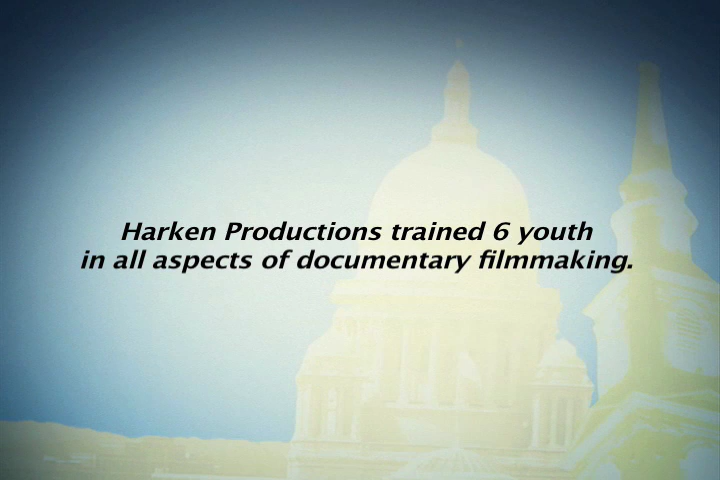 Harken Productions trained 6 youth
in all aspects of documentary filmmaking.